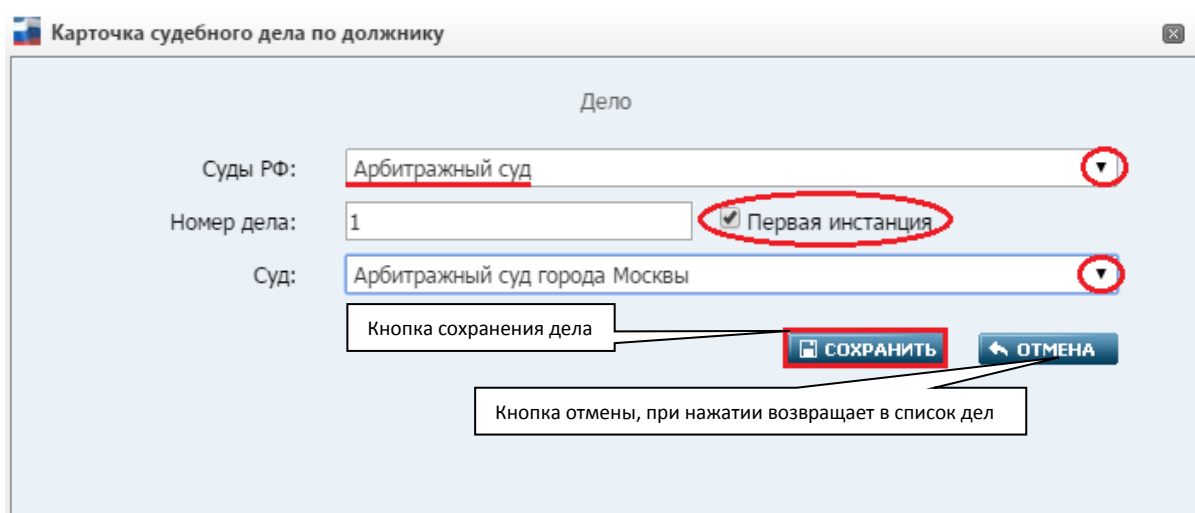 Карточка судебного дела по должнику
Дело
Суды РФ: Арбитражный суд
Номер дела: 1 Первая инстанция
Суд: Арбитражный суд города Москвы
Кнопка сохранения дела
СОХРАНИТЬ ОТМЕНА
Кнопка отмены, при нажатии возвращает в список дел